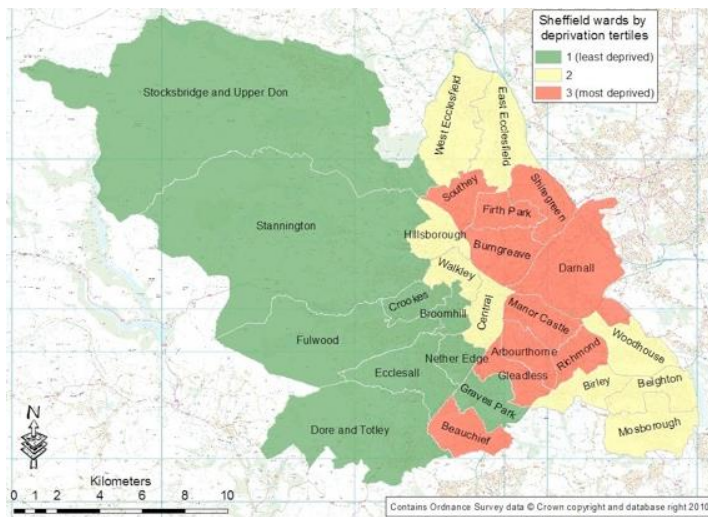 Sheffield wards by
deprivation tertiles
1 (least deprived)
2
3 (most deprived)
Stocksbridge and Upper Don
West Ecclesfield
East Ecclesfield
Southey
Shiregreen
Firth Park
Stannington
Hillsborough
Burngreave
Darnall
Walkley
Crookes
Broomhill
Central
Manor Castle
Fulwood
Woodhouse
Nether Edge
Arbourthorne
Richmond
Ecclesall
Gleadless
Birley
Beighton
Graves Park
N
Dore and Totley
Beauchief
Mosborough
Kilometers
0 1 2 4 6 8 10
Contains Ordnance Survey data © Crown copyright and database right 2010